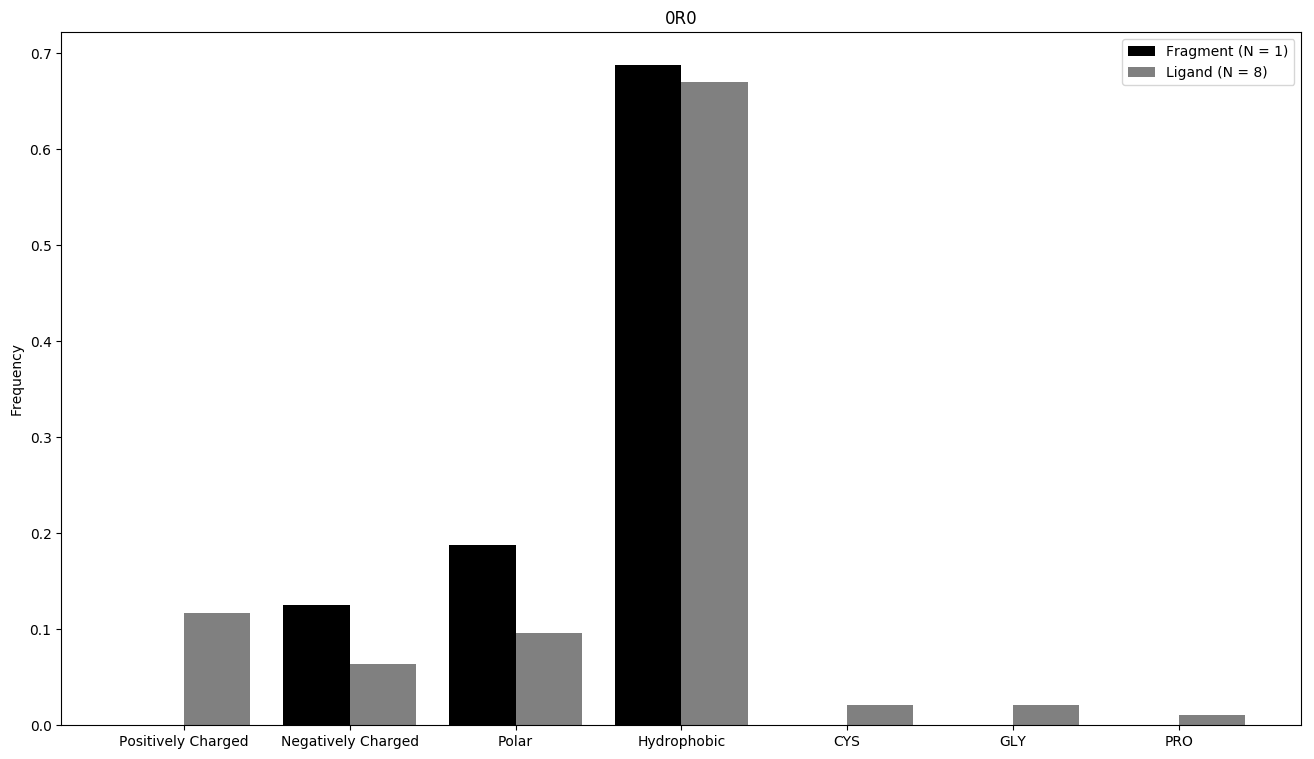 0R0
Fragment (N = 1)
Ligand (N = 8)
Frequency
0.7
0.6
0.5
0.4
0.3
0.2
0.1
0.0
Positively Charged Negatively Charged Polar Hydrophobic CYS GLY PRO